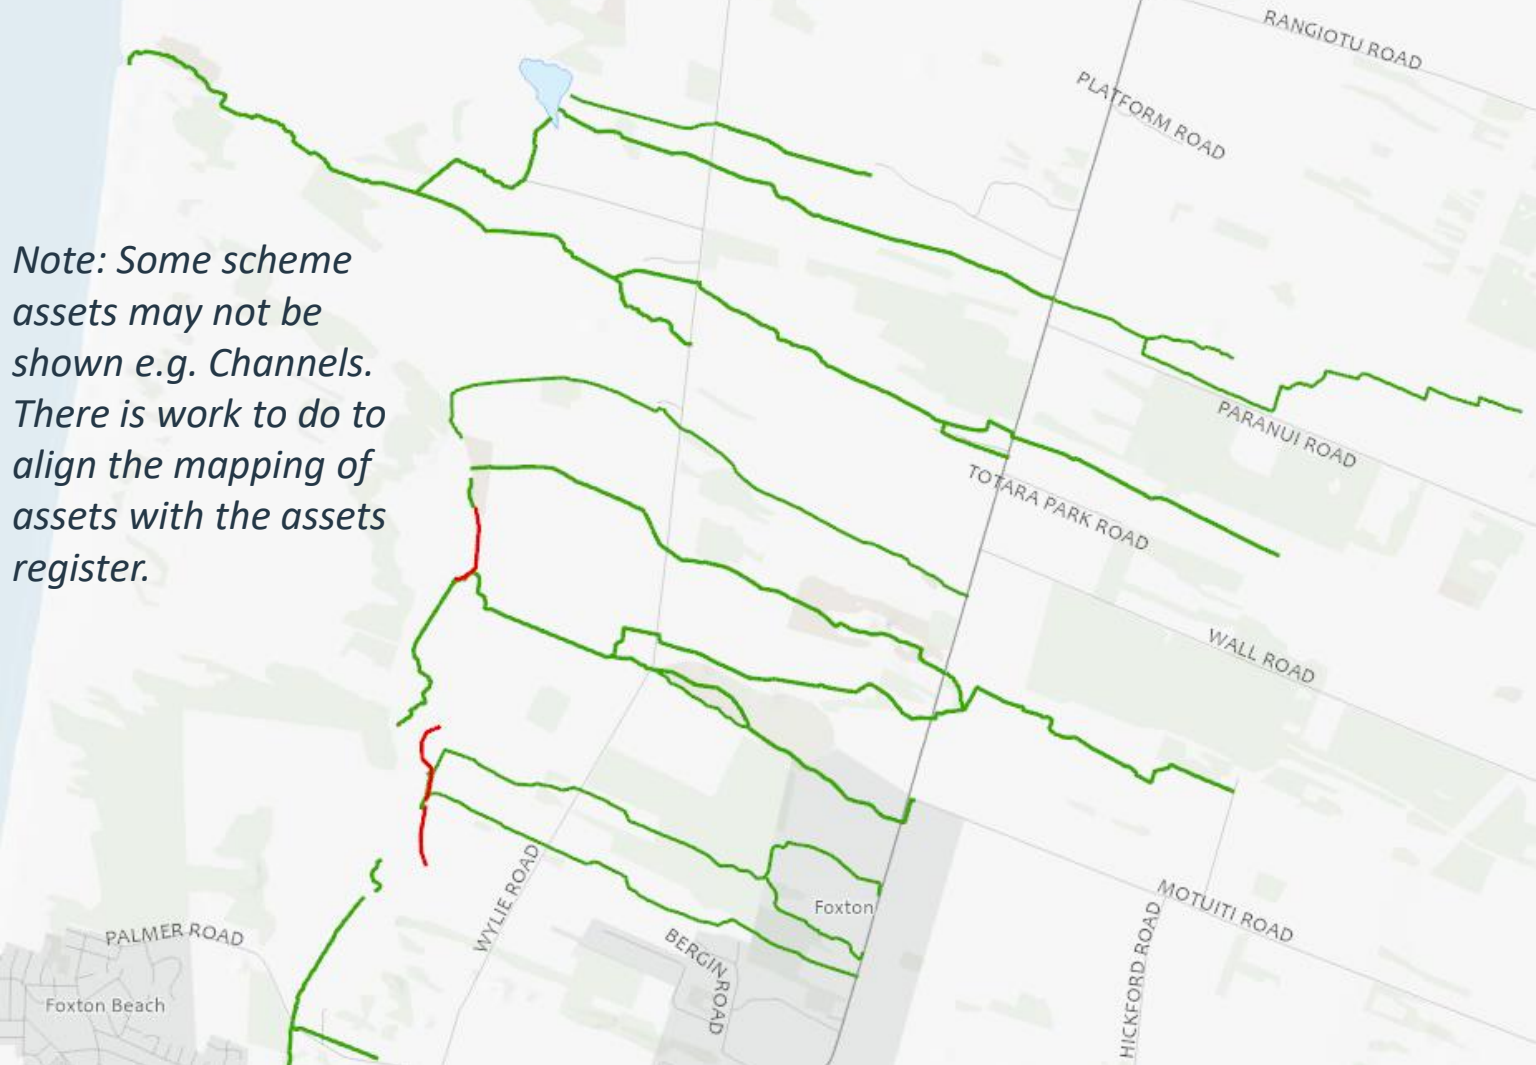 RANGIOTU ROAD
PLATFORM ROAD
Note: Some scheme
assets may not be
shown e.g. Channels.
There is work to do to
align the mapping of
assets with the assets
register.
PARANUI ROAD
TOTARA PARK ROAD
WALL ROAD
MOTUITI ROAD
HICKFORD ROAD
Foxton
WYLIE ROAD
BERGIN ROAD
PALMER ROAD
Foxton Beach